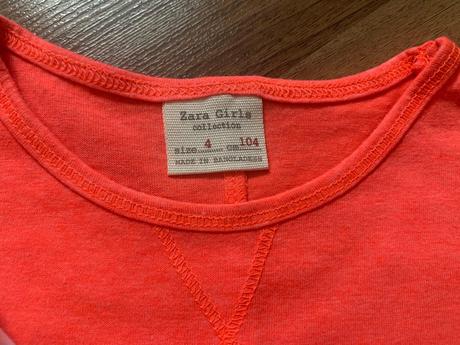 Zara Girls
collection
size........4......cm...104
MADE IN BANGLADESH